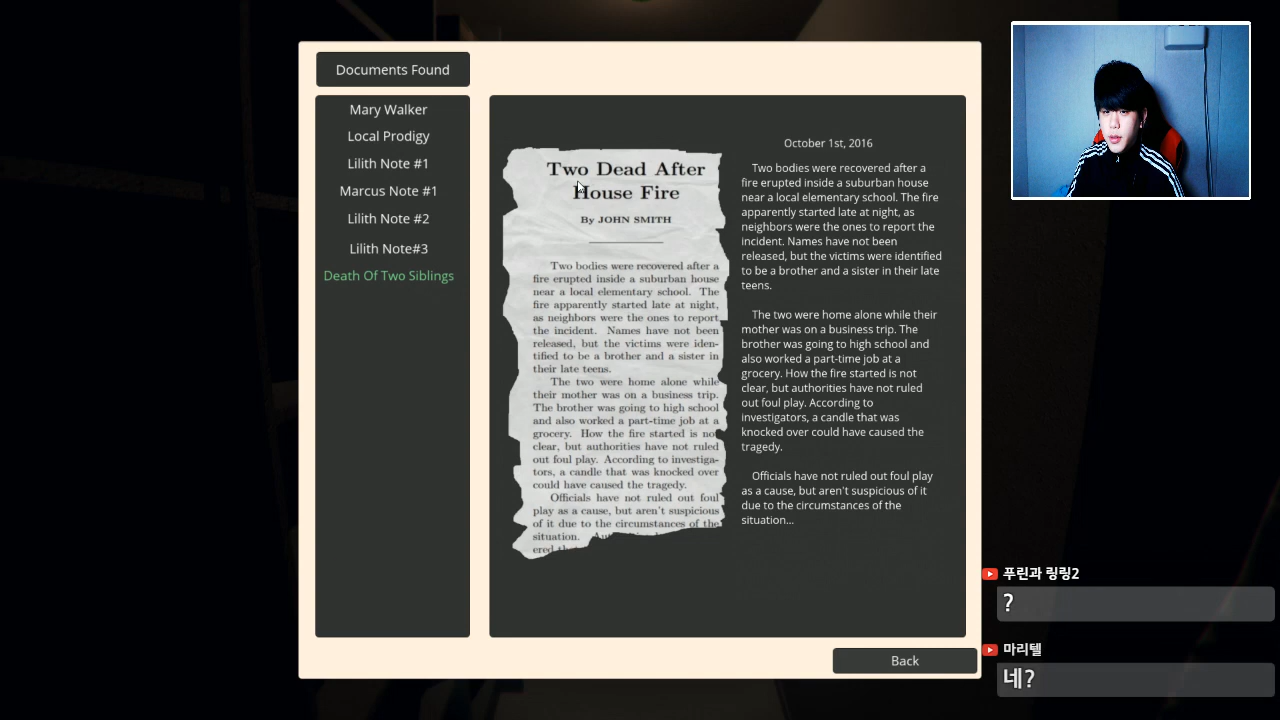 Documents Found
Mary Walker
Local Prodigy
Lilith Note #1
Marcus Note #1
Lilith Note #2
Lilith Note#3
Death Of Two Siblings
Two Dead After
House Fire
By JOHN SMITH
Two bodies were recovered after a
fire erupted inside a suburban house
near a local elementary school. The
fire apparently started late at night,
as neighbors were the ones to report
the incident. Names have not been
released, but the victims were iden-
tified to be a brother and a sister in
their late teens.
The two were home alone while
their mother was on a business trip.
The brother was going to high school
and also worked a part-time job at a
grocery. How the fire started is not
clear, but authorities have not ruled
out foul play. According to investiga-
tors, a candle that was knocked over
could have caused the tragedy.
Officials have not ruled out foul
play as a cause, but aren't suspicious
of it due to the circumstances of the
situation.
October 1st, 2016
Two bodies were recovered after a
fire erupted inside a suburban house
near a local elementary school. The fire
apparently started late at night, as
neighbors were the ones to report the
incident. Names have not been
released, but the victims were identified
to be a brother and a sister in their late
teens.
The two were home alone while their
mother was on a business trip. The
brother was going to high school and
also worked a part-time job at a
grocery. How the fire started is not
clear, but authorities have not ruled
out foul play. According to
investigators, a candle that was
knocked over could have caused the
tragedy.
Officials have not ruled out foul play
as a cause, but aren't suspicious of it
due to the circumstances of the
situation...
Back
푸린과 링링2
?
마리텔
네?